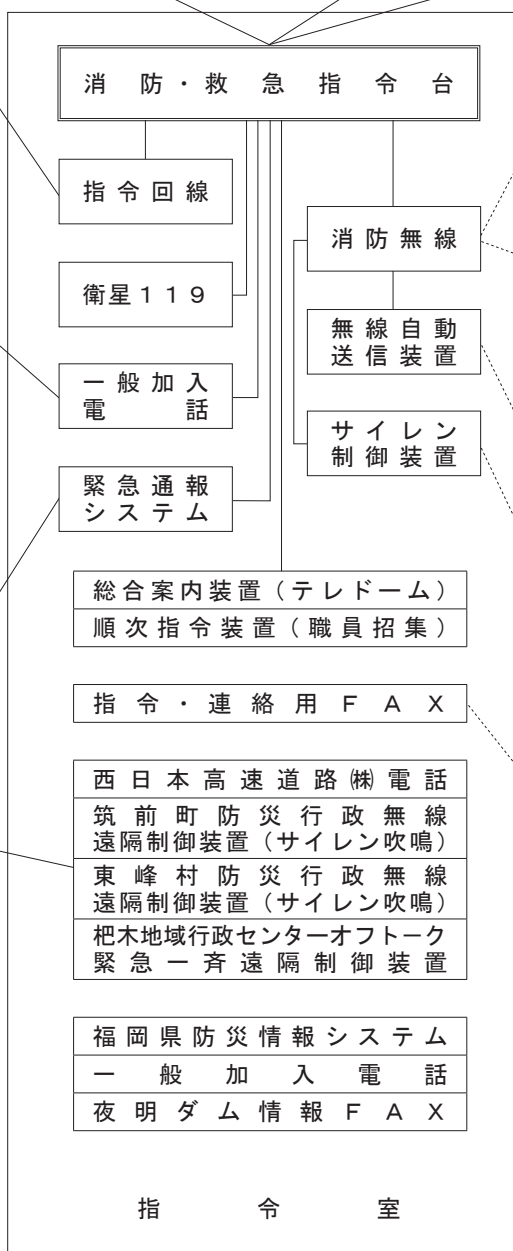 消防・救急指令台
指令回線
衛星１１９
一般加入
電話
緊急通報
システム
消防無線
無線自動
送信装置
サイレン
制御装置
総合案内装置（テレドーム）
順次指令装置（職員招集）
指令・連絡用ＦＡＸ
西日本高速道路㈱電話
筑前町防災行政無線
遠隔制御装置（サイレン吹鳴）
東峰村防災行政無線
遠隔制御装置（サイレン吹鳴）
杷木地域行政センターオフトーク
緊急一斉遠隔制御装置
福岡県防災情報システム
一般加入電話
夜明ダム情報ＦＡＸ
指令室